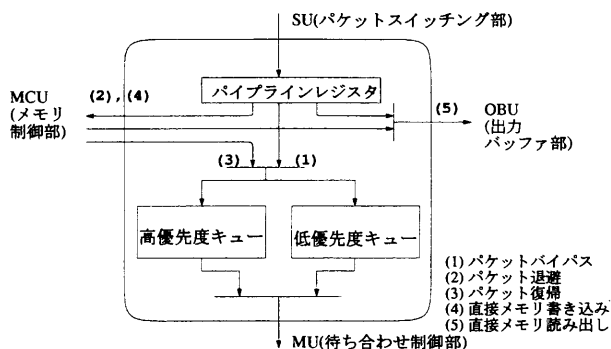 SU(パケットスイッチング部)
パイプラインレジスタ
MCU
(メモリ
制御部)
(2),(4)
(5)
OBU
(出力
バッファ部)
(3)
(1)
高優先度キュー
低優先度キュー
(1) パケットバイパス
(2) パケット退避
(3) パケット復帰
(4) 直接メモリ書き込み
(5) 直接メモリ読み出し
MU(待ち合わせ制御部)